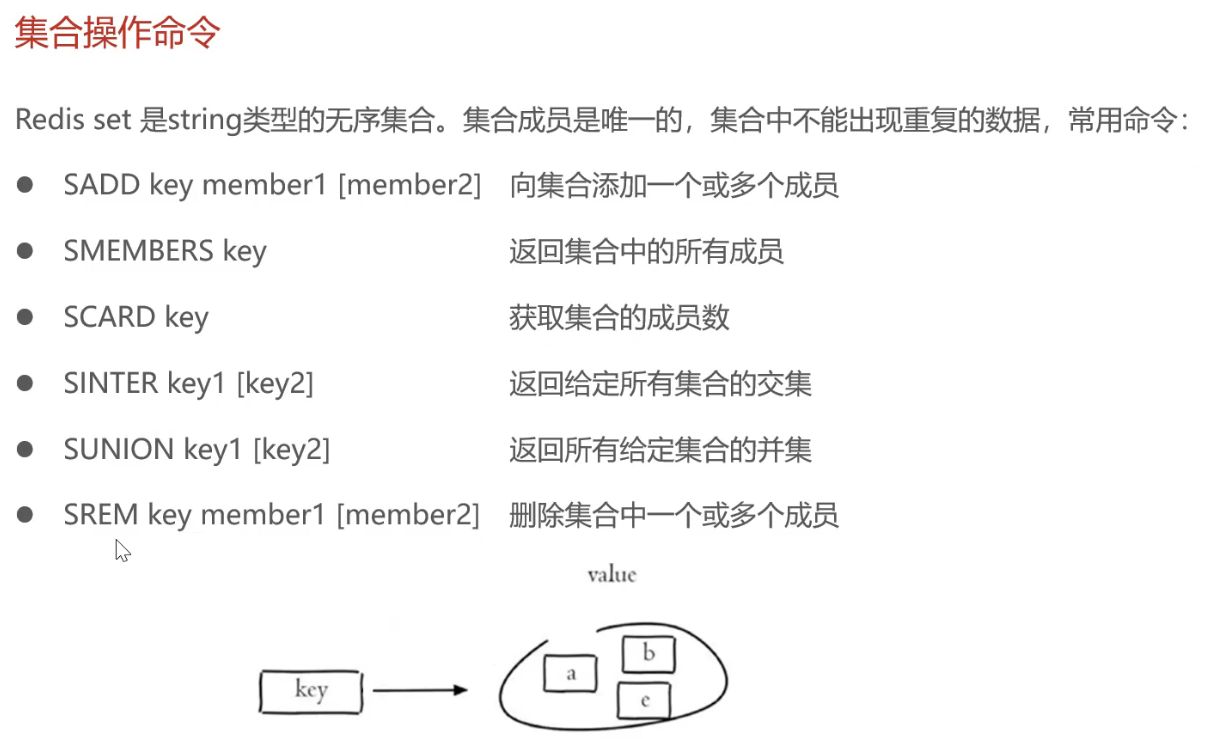 集合操作命令
Redis set 是string类型的无序集合。集合成员是唯一的，集合中不能出现重复的数据，常用命令：
● SADD key member1 [member2] 向集合添加一个或多个成员
● SMEMBERS key 返回集合中的所有成员
● SCARD key 获取集合的成员数
● SINTER key1 [key2] 返回给定所有集合的交集
● SUNION key1 [key2] 返回所有给定集合的并集
● SREM key member1 [member2] 删除集合中一个或多个成员
value
b
a
key
e